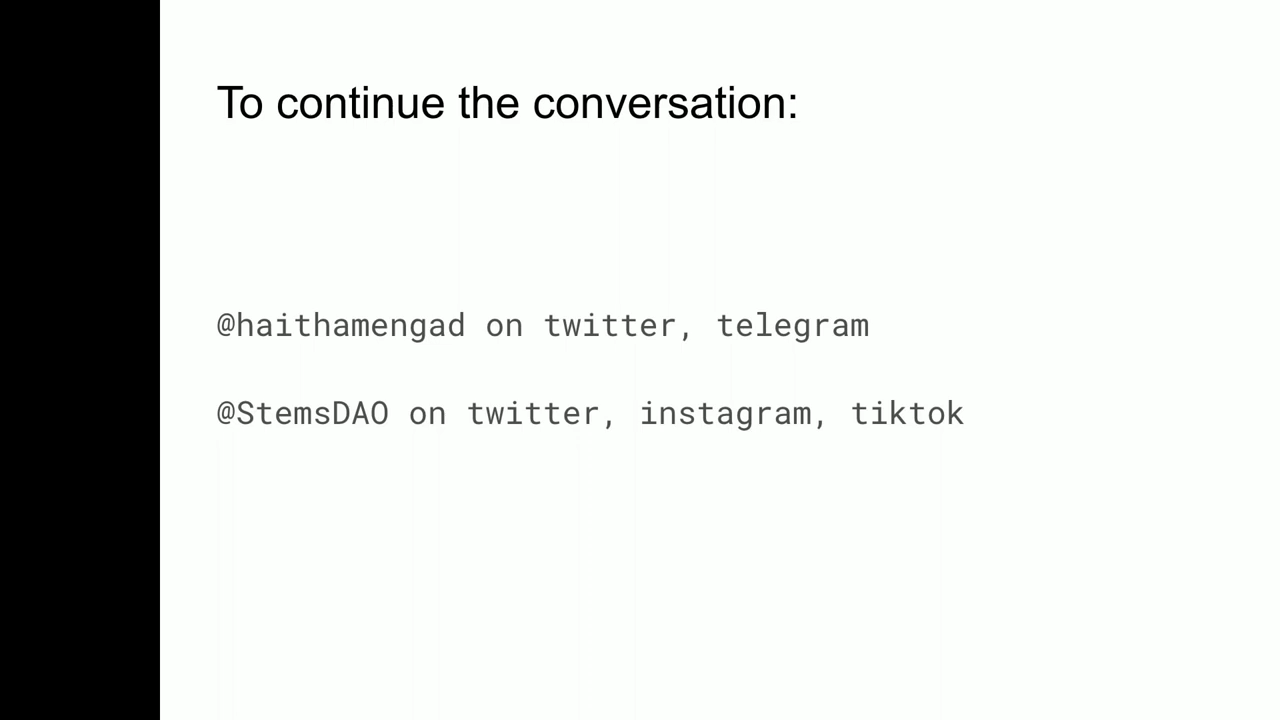 To continue the conversation:
@haithamengad on twitter, telegram
@StemsDAO on twitter, instagram, tiktok